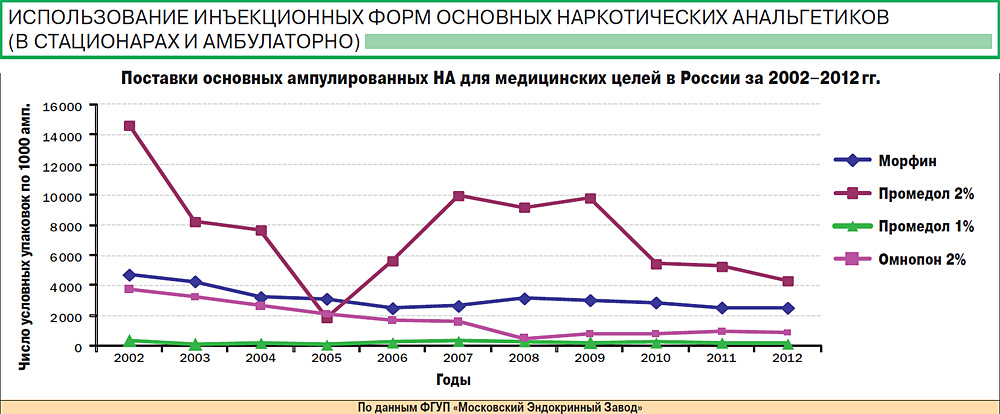 ИСПОЛЬЗОВАНИЕ ИНЪЕКЦИОННЫХ ФОРМ ОСНОВНЫХ НАРКОТИЧЕСКИХ АНАЛЬГЕТИКОВ
(В СТАЦИОНАРАХ И АМБУЛАТОРНО)
Поставки основных ампулированных НА для медицинских целей в России за 2002–2012 гг.
Число условных упаковок по 1000 амп.
16000
14000
12000
10000
8000
6000
4000
2000
0
2002 2003 2004 2005 2006 2007 2008 2009 2010 2011 2012
Годы
Морфин
Промедол 2%
Промедол 1%
Омнопон 2%
По данным ФГУП «Московский Эндокринный Завод»